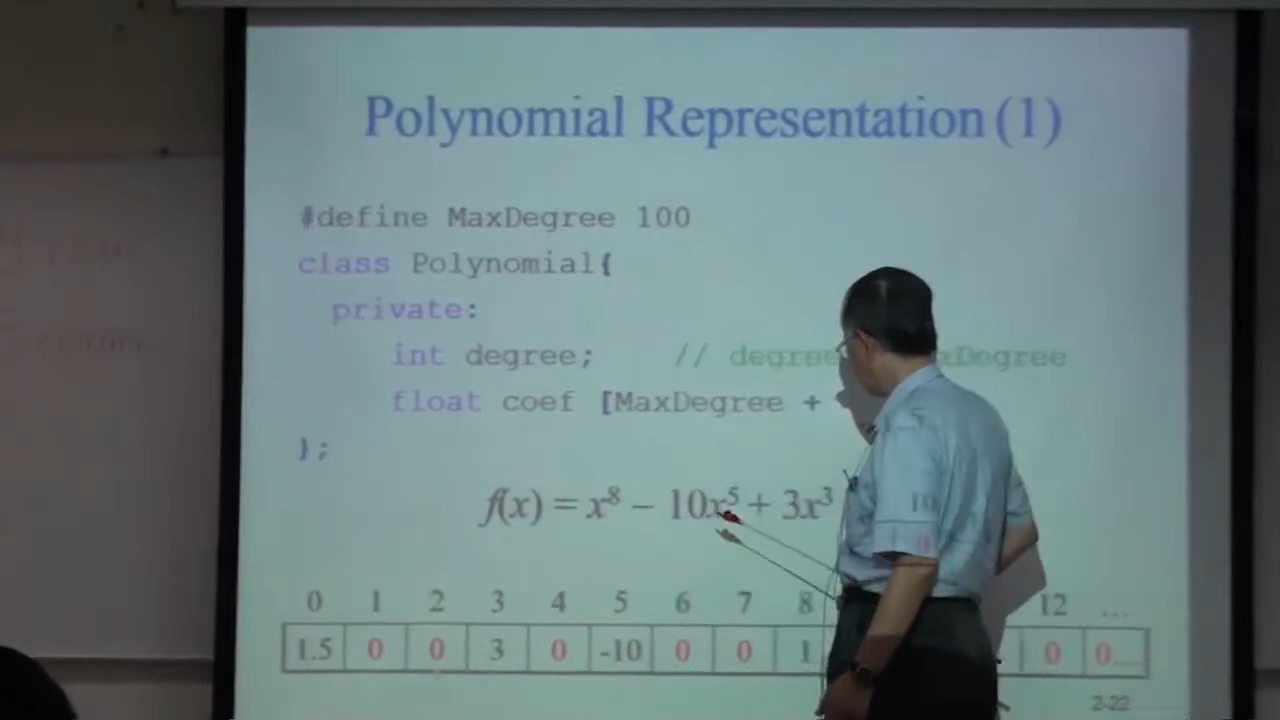 Polynomial Representation (1)
#define MaxDegree 100
class Polynomial{
private:
int degree; // degree Degree
float coef [MaxDegree +
};
f(x) = x⁸ – 10x⁵ + 3x³
0 1 2 3 4 5 6 7 8 12 ...
1.5 0 0 3 0 -10 0 0 1 0 0...
2-22